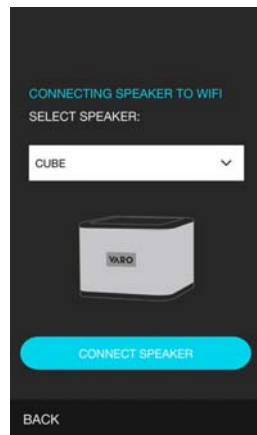 CONNECTING SPEAKER TO WIFI
SELECT SPEAKER:
CUBE
VARO
CONNECT SPEAKER
BACK